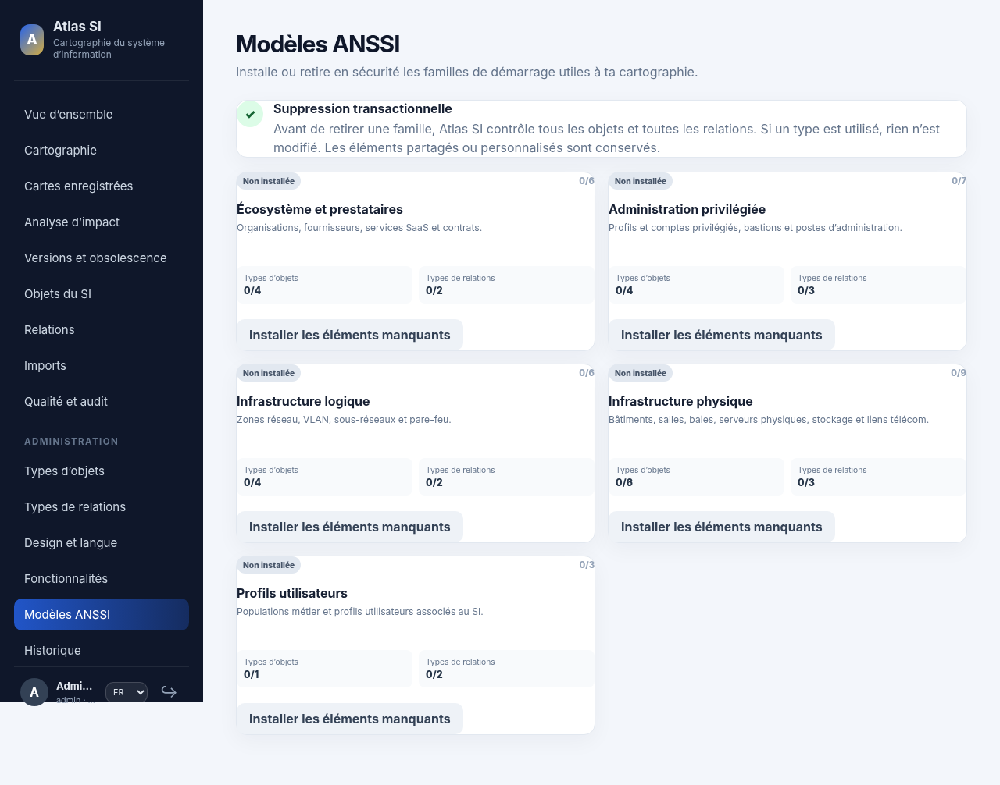 A
Atlas SI
Cartographie du système
d’information
Vue d’ensemble
Cartographie
Cartes enregistrées
Analyse d’impact
Versions et obsolescence
Objets du SI
Relations
Imports
Qualité et audit
ADMINISTRATION
Types d’objets
Types de relations
Design et langue
Fonctionnalités
Modèles ANSSI
Historique
A
Admi...
admin · ...
FR
Modèles ANSSI
Installe ou retire en sécurité les familles de démarrage utiles à ta cartographie.
Suppression transactionnelle
Avant de retirer une famille, Atlas SI contrôle tous les objets et toutes les relations. Si un type est utilisé, rien n’est
modifié. Les éléments partagés ou personnalisés sont conservés.
Non installée
0/6
Écosystème et prestataires
Organisations, fournisseurs, services SaaS et contrats.
Types d’objets
0/4
Types de relations
0/2
Installer les éléments manquants
Non installée
0/7
Administration privilégiée
Profils et comptes privilégiés, bastions et postes d’administration.
Types d’objets
0/4
Types de relations
0/3
Installer les éléments manquants
Non installée
0/6
Infrastructure logique
Zones réseau, VLAN, sous-réseaux et pare-feu.
Types d’objets
0/4
Types de relations
0/2
Installer les éléments manquants
Non installée
0/9
Infrastructure physique
Bâtiments, salles, baies, serveurs physiques, stockage et liens télécom.
Types d’objets
0/6
Types de relations
0/3
Installer les éléments manquants
Non installée
0/3
Profils utilisateurs
Populations métier et profils utilisateurs associés au SI.
Types d’objets
0/1
Types de relations
0/2
Installer les éléments manquants